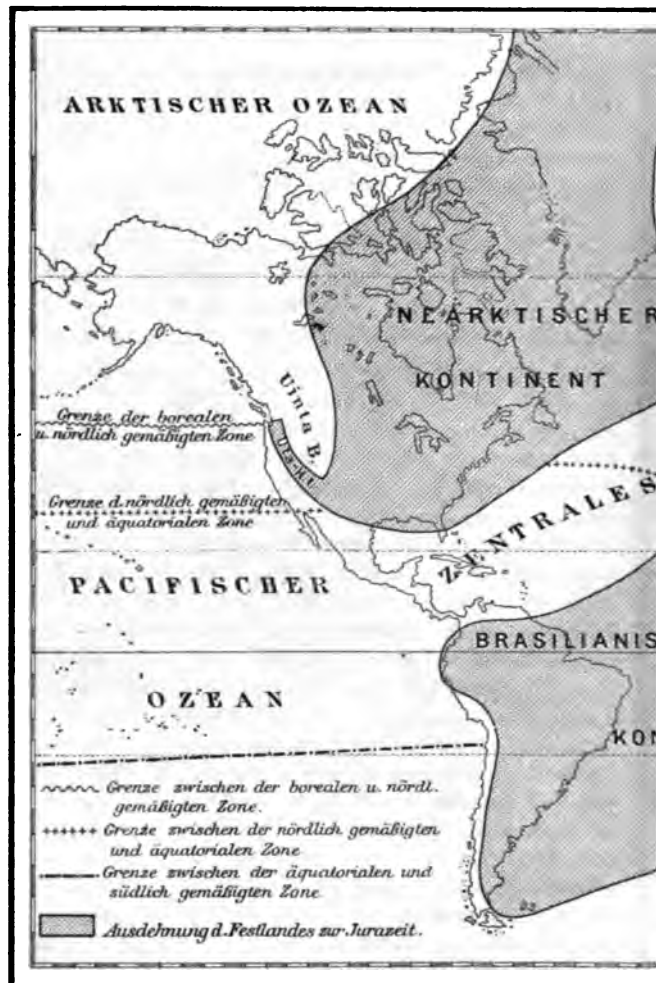 ARKTISCHER OZEAN
NEARKTISCHER
KONTINENT
Uinta B.
Grenze der borealen
u. nördlich gemäßigten Zone
Grenze d. nördlich gemäßigten
und äquatorialen Zone
ZENTRALES
PACIFISCHER
BRASILIANIS
OZEAN
KON
Grenze zwischen der borealen u. nördl.
gemäßigten Zone.
Grenze zwischen der nördlich gemäßigten
und äquatorialen Zone
Grenze zwischen der äquatorialen und
südlich gemäßigten Zone
Ausdehnung d. Festlandes zur Jurazeit.